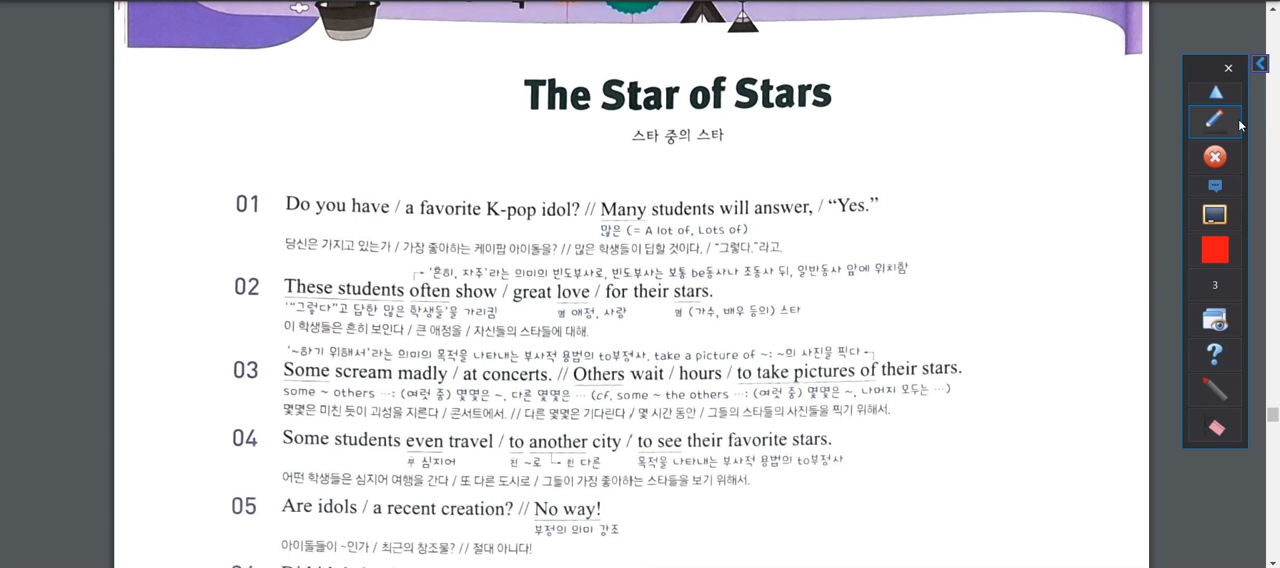 The Star of Stars
스타 중의 스타
01 Do you have / a favorite K-pop idol? // Many students will answer, / “Yes.”
많은 (= A lot of, Lots of)
당신은 가지고 있는가 / 가장 좋아하는 케이팝 아이돌을? // 많은 학생들이 답할 것이다, / “그렇다.”라고.
‘흔히, 자주’라는 의미의 빈도부사로, 빈도부사는 보통 be동사나 조동사 뒤, 일반동사 앞에 위치함
02 These students often show / great love / for their stars.
‘“그렇다”고 답한 많은 학생들’을 가리킴 명 애정, 사랑 명 (가수, 배우 등의) 스타
이 학생들은 흔히 보인다 / 큰 애정을 / 자신들의 스타들에 대해.
‘~하기 위해서’라는 의미의 목적을 나타내는 부사적 용법의 to부정사, take a picture of ~: ~의 사진을 찍다
03 Some scream madly / at concerts. // Others wait / hours / to take pictures of their stars.
some ~ others …: (여럿 중) 몇몇은 ~, 다른 몇몇은 … (cf. some ~ the others …: (여럿 중) 몇몇은 ~, 나머지 모두는 …)
몇몇은 미친 듯이 괴성을 지른다 / 콘서트에서. // 다른 몇몇은 기다린다 / 몇 시간 동안 / 그들의 스타들의 사진들을 찍기 위해서.
04 Some students even travel / to another city / to see their favorite stars.
부 심지어 전 ~로 한 다른 목적을 나타내는 부사적 용법의 to부정사
어떤 학생들은 심지어 여행을 간다 / 또 다른 도시로 / 그들이 가장 좋아하는 스타들을 보기 위해서.
05 Are idols / a recent creation? // No way!
부정의 의미 강조
아이돌들이 ~인가 / 최근의 창조물? // 절대 아니다!
3